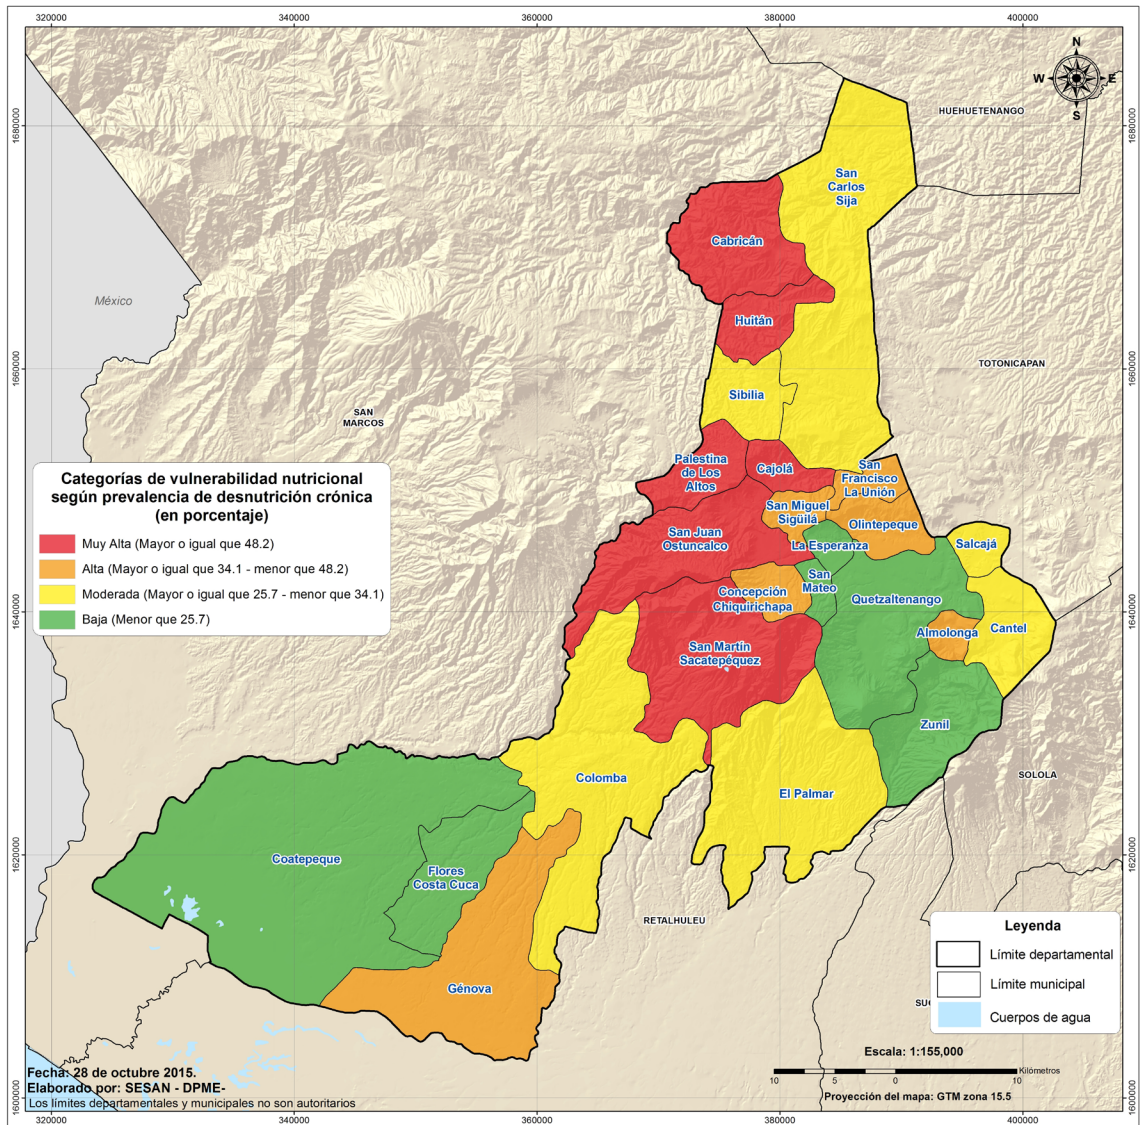 320000
340000
360000
380000
400000
N
W
E
S
HUEHUETENANGO
1680000
1680000
San
Carlos
Sija
Cabricán
México
Huitán
TOTONICAPAN
1660000
1660000
Sibilia
SAN
MARCOS
Palestina
de Los
Altos
Cajolá
San
Francisco
La Unión
Categorías de vulnerabilidad nutricional
según prevalencia de desnutrición crónica
(en porcentaje)
Muy Alta (Mayor o igual que 48.2)
Alta (Mayor o igual que 34.1 - menor que 48.2)
Moderada (Mayor o igual que 25.7 - menor que 34.1)
Baja (Menor que 25.7)
San Miguel
Sigüilá
Olintepeque
San Juan
Ostuncalco
La Esperanza
Salcajá
San
Mateo
Concepción
Chiquirichapa
Quetzaltenango
1640000
1640000
Almolonga
Cantel
San Martín
Sacatepéquez
Zunil
Colomba
SOLOLA
El Palmar
Coatepeque
1620000
1620000
Flores
Costa Cuca
RETALHULEU
Génova
Leyenda
Límite departamental
Límite municipal
SUC
Cuerpos de agua
Escala: 1:155,000
10
5
0
10
Kilómetros
Proyección del mapa: GTM zona 15.5
Fecha: 28 de octubre 2015.
Elaborado por: SESAN - DPME-
Los límites departamentales y municipales no son autoritarios
1600000
1600000
320000
340000
360000
380000
400000